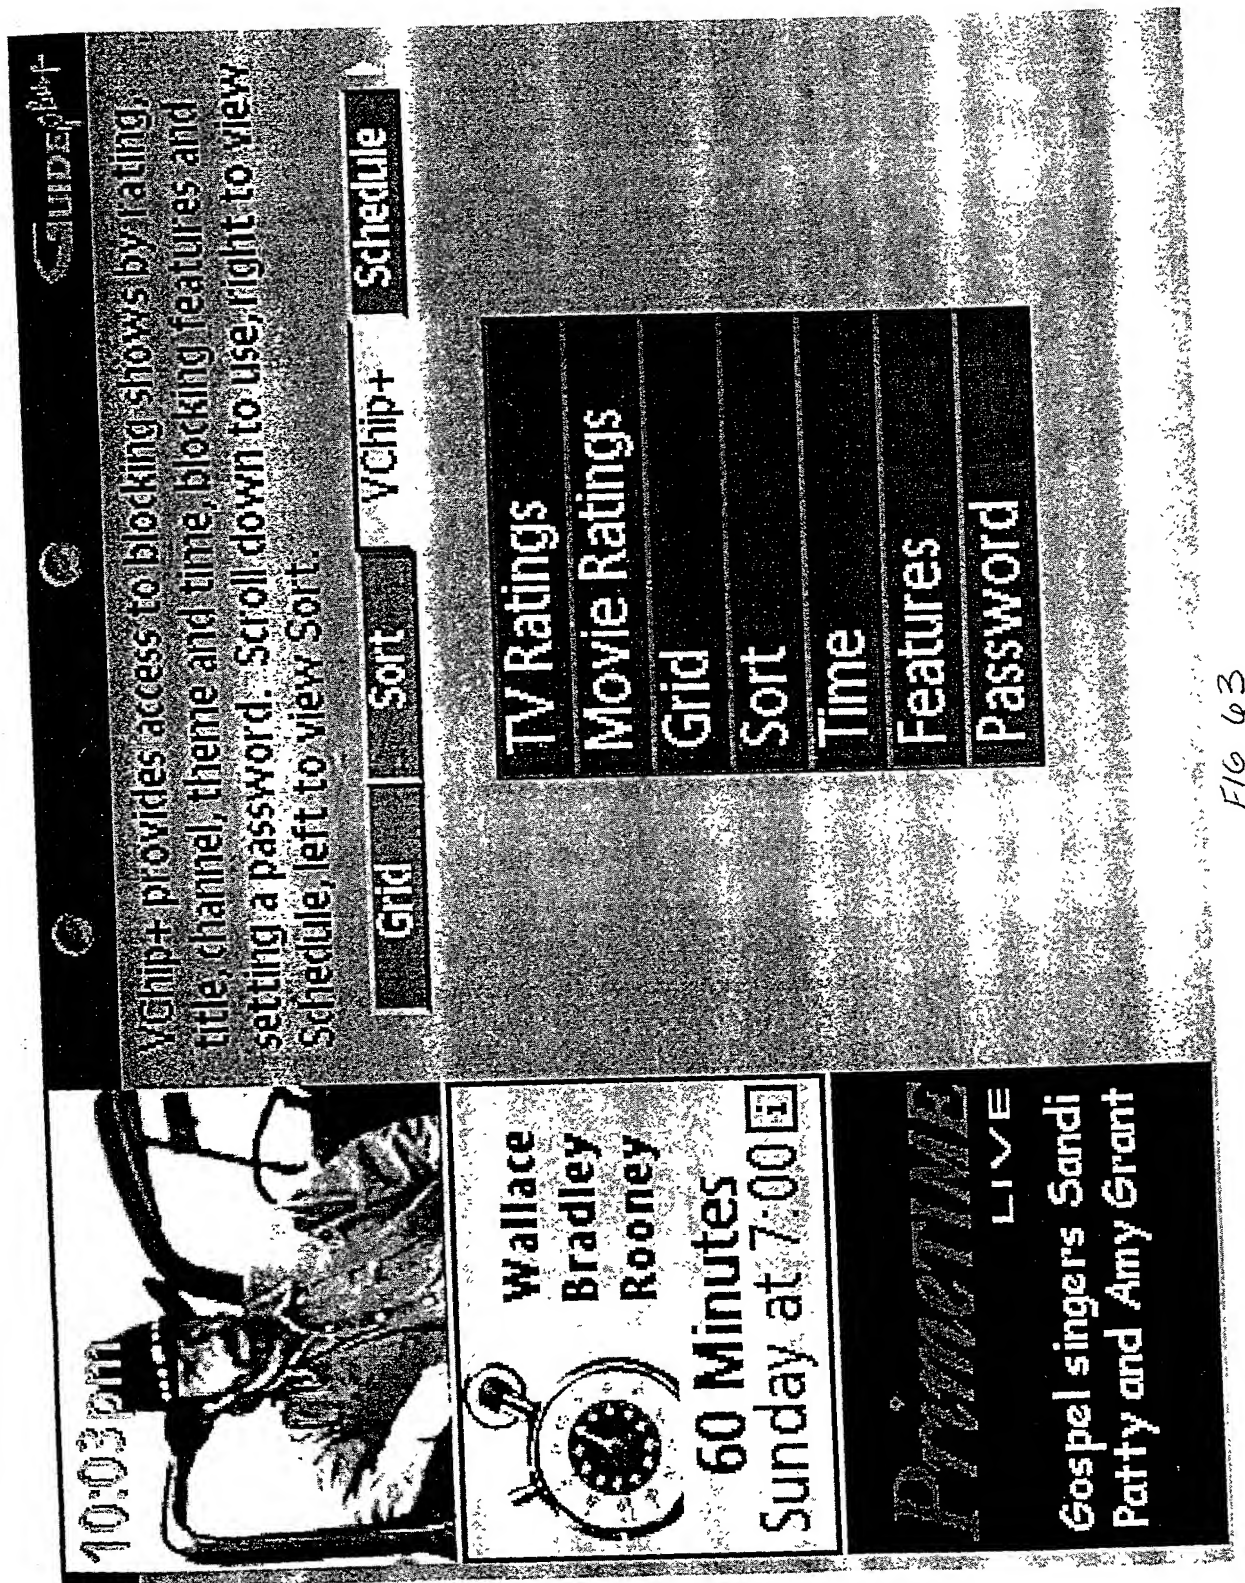 10:03pm
GUIDE plus+
VChip+ provides access to blocking shows by rating,
title, channel, theme and time, blocking features and
setting a password. Scroll down to use, right to view
Schedule, left to view Sort.
Grid
Sort
VChip+
Schedule
TV Ratings
Movie Ratings
Grid
Sort
Time
Features
Password
Wallace
Bradley
Rooney
60 Minutes
Sunday at 7:00 i
PRIMETIME
LIVE
Gospel singers Sandi
Patty and Amy Grant
FIG 63